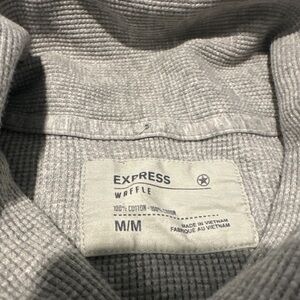 EXPRESS
WAFFLE
100% COTTON • 100% COTON
M/M
MADE IN VIETNAM
FABRIQUÉ AU VIETNAM